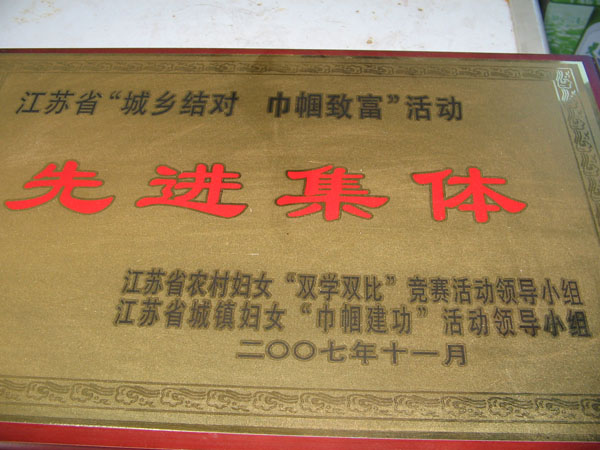 江苏省“城乡结对 巾帼致富”活动
先进集体
江苏省农村妇女“双学双比”竞赛活动领导小组
江苏省城镇妇女“巾帼建功”活动领导小组
二〇〇七年十一月